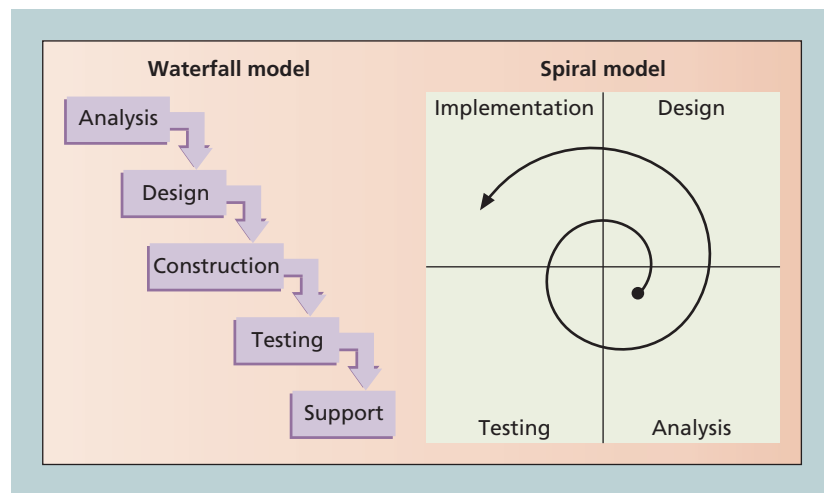 Waterfall model
Analysis
Design
Construction
Testing
Support
Spiral model
Implementation
Design
Testing
Analysis